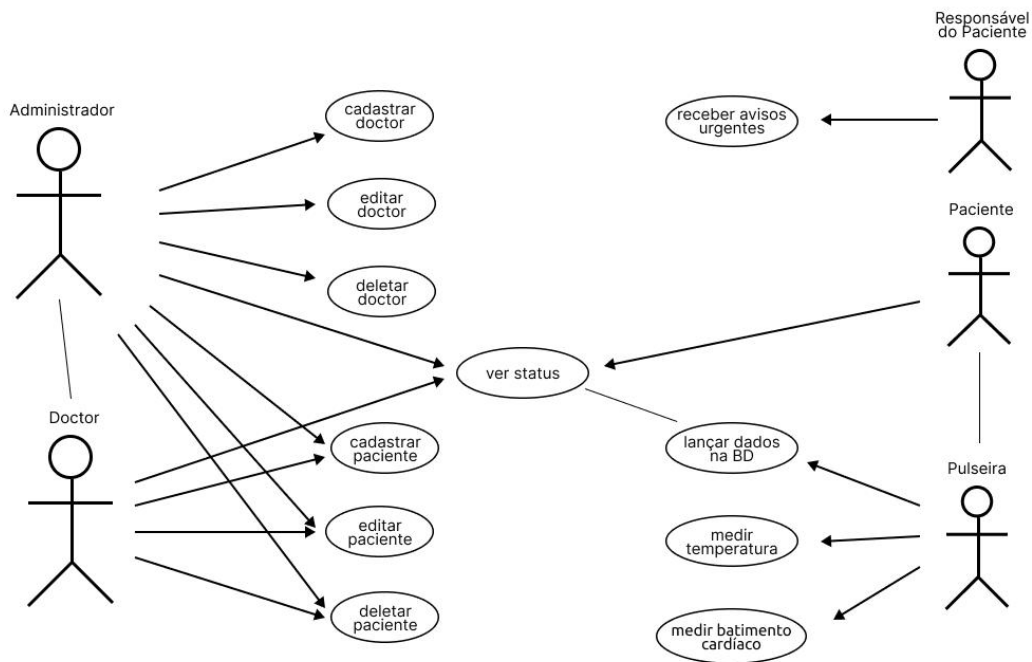 Responsável
do Paciente
Administrador
cadastrar
doctor
receber avisos
urgentes
editar
doctor
Paciente
deletar
doctor
ver status
Doctor
cadastrar
paciente
lançar dados
na BD
Pulseira
editar
paciente
medir
temperatura
deletar
paciente
medir batimento
cardíaco